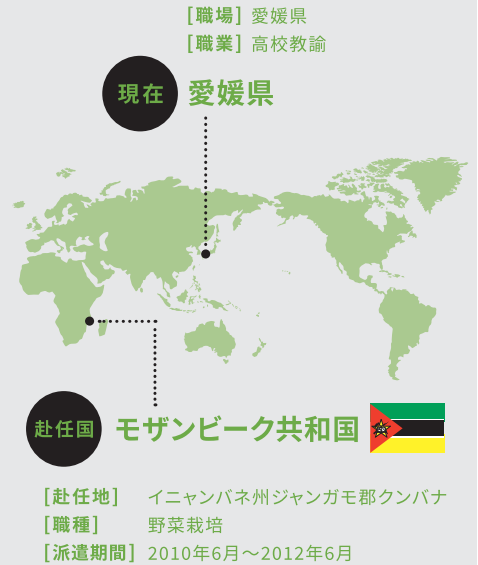 [職場] 愛媛県
[職業] 高校教諭
現在 愛媛県
赴任国 モザンビーク共和国
[赴任地] イニャンバネ州ジャンガモ郡クンバナ
[職種] 野菜栽培
[派遣期間] 2010年6月〜2012年6月